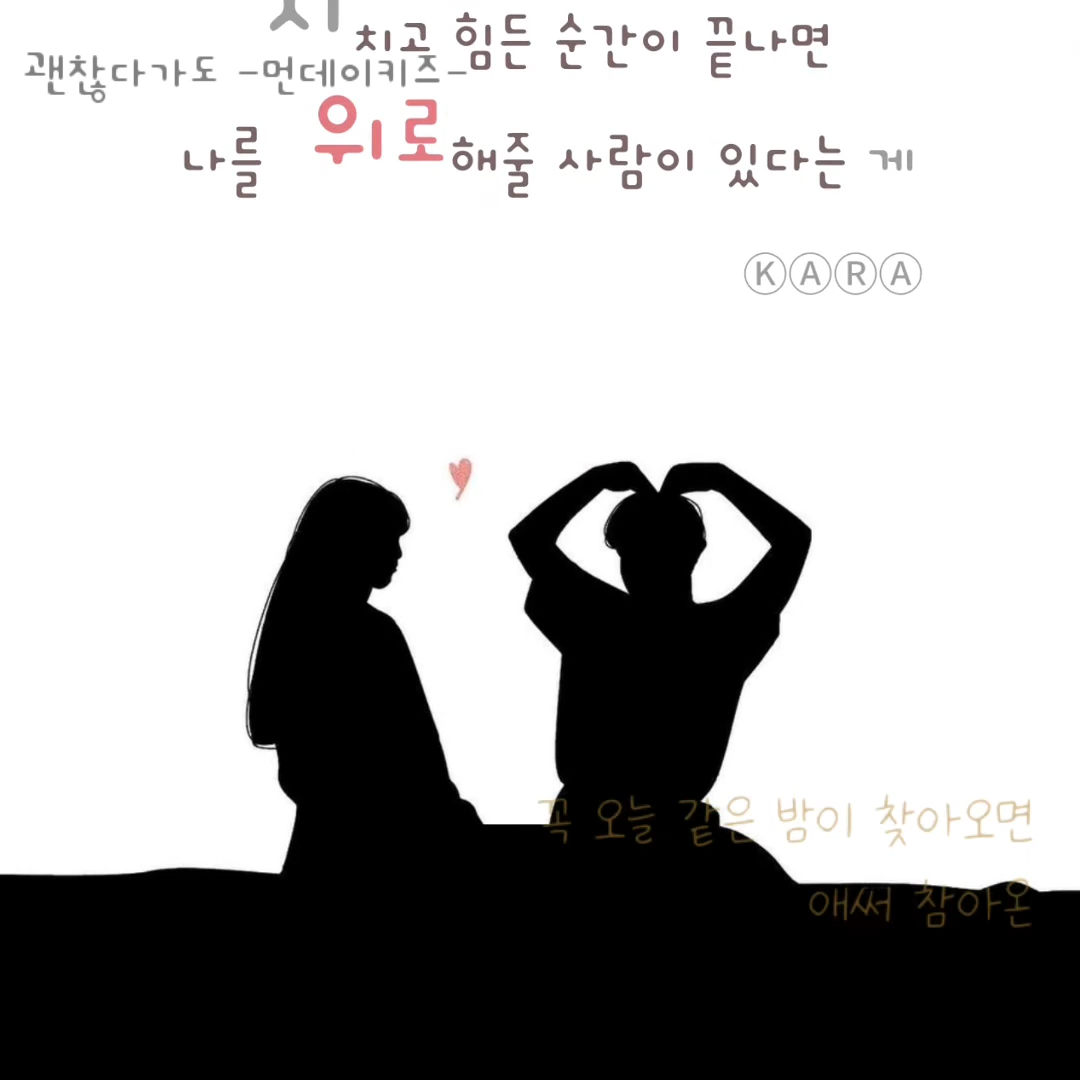 지치고 힘든 순간이 끝나면
괜찮다가도 -먼데이키즈-
나를 위로해줄 사람이 있다는 게
ⓀⒶⓇⒶ
꼭 오늘 같은 밤이 찾아오면
애써 참아온